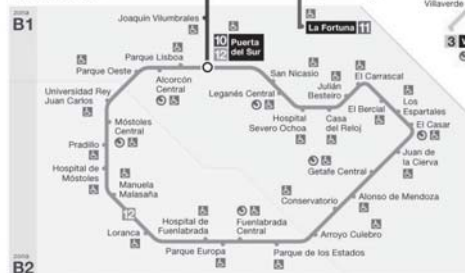 zona
B1
Joaquín Vilumbrales
10
12
Puerta
del Sur
La Fortuna
11
Villaverde
3
Parque Lisboa
Parque Oeste
Alcorcón
Central
San Nicasio
Leganés Central
Julián
Besteiro
El Carrascal
Universidad Rey
Juan Carlos
Hospital
Severo Ochoa
Casa
del Reloj
El Bercial
Los
Espartales
El Casar
Móstoles
Central
Pradillo
Juan de
la Cierva
Hospital de
Móstoles
Getafe Central
Manuela
Malasaña
Conservatorio
Alonso de Mendoza
12
Loranca
Hospital de
Fuenlabrada
Fuenlabrada
Central
Arroyo Culebro
Parque Europa
Parque de los Estados
zona
B2